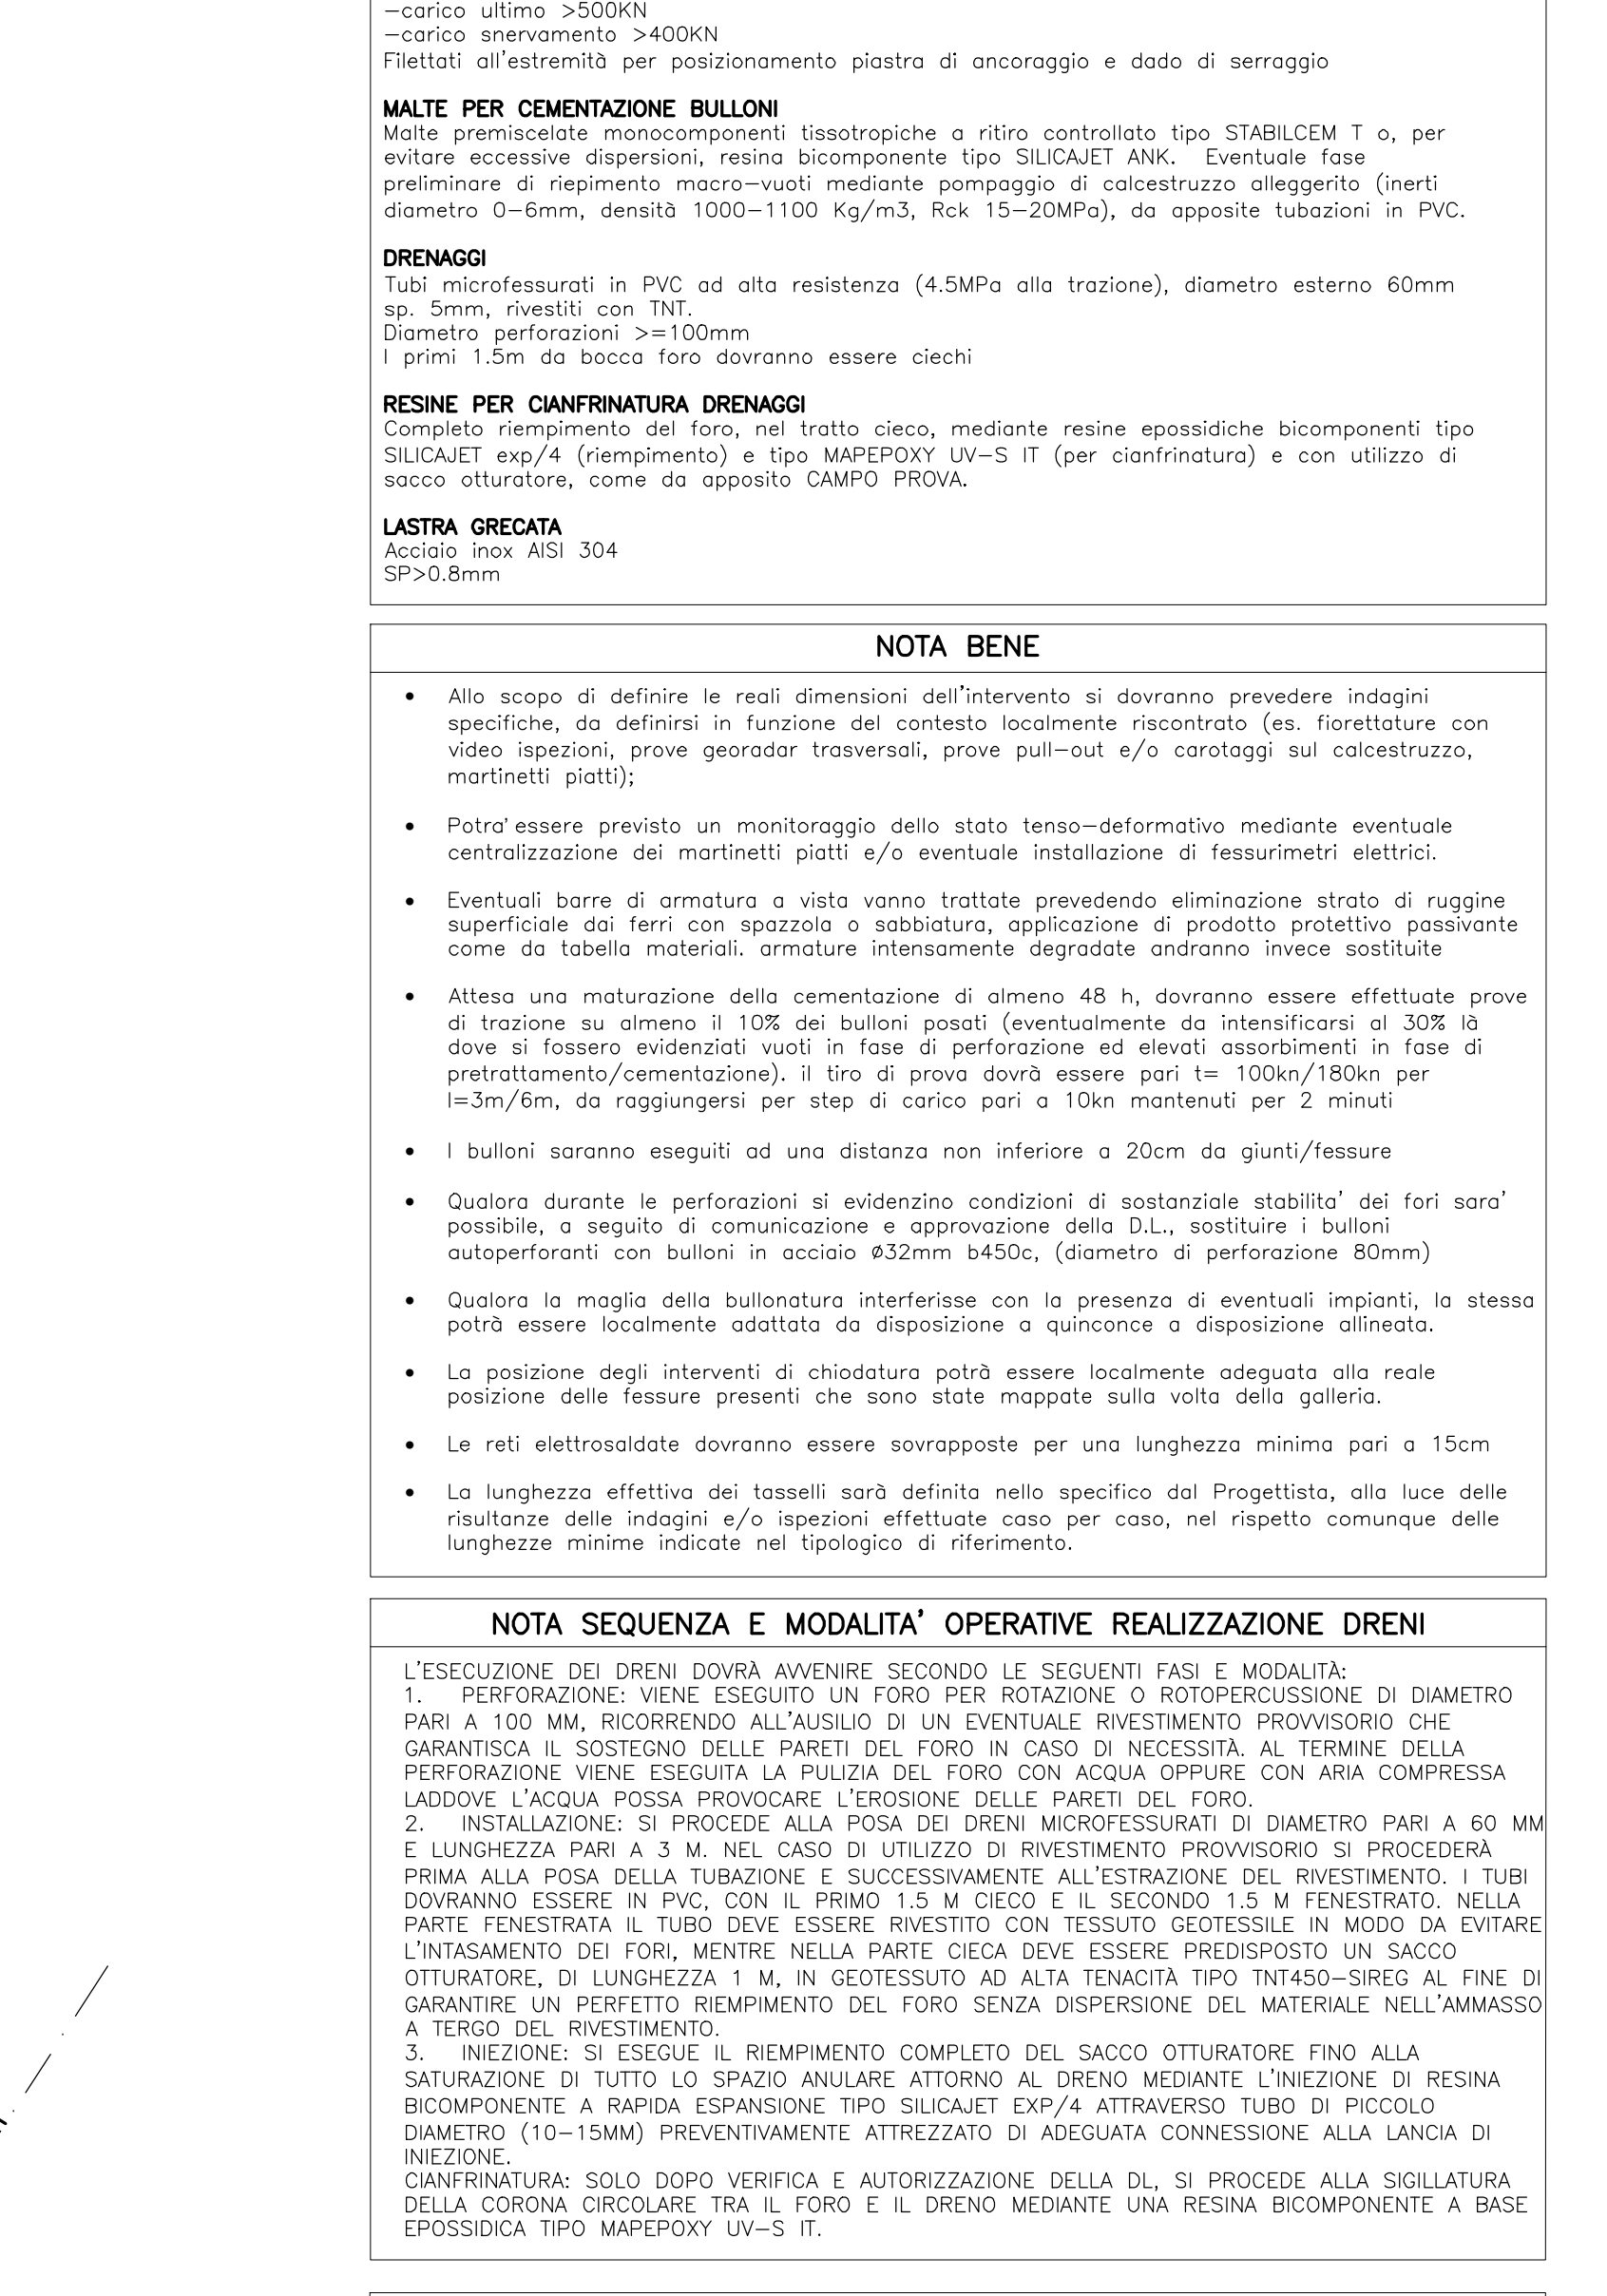 -carico ultimo >500KN
-carico snervamento >400KN
Filettati all'estremità per posizionamento piastra di ancoraggio e dado di serraggio
MALTE PER CEMENTAZIONE BULLONI
Malte premiscelate monocomponenti tissotropiche a ritiro controllato tipo STABILCEM T o, per
evitare eccessive dispersioni, resina bicomponente tipo SILICAJET ANK. Eventuale fase
preliminare di riepimento macro-vuoti mediante pompaggio di calcestruzzo alleggerito (inerti
diametro 0-6mm, densità 1000-1100 Kg/m3, Rck 15-20MPa), da apposite tubazioni in PVC.
DRENAGGI
Tubi microfessurati in PVC ad alta resistenza (4.5MPa alla trazione), diametro esterno 60mm
sp. 5mm, rivestiti con TNT.
Diametro perforazioni >=100mm
I primi 1.5m da bocca foro dovranno essere ciechi
RESINE PER CIANFRINATURA DRENAGGI
Completo riempimento del foro, nel tratto cieco, mediante resine epossidiche bicomponenti tipo
SILICAJET exp/4 (riempimento) e tipo MAPEPOXY UV-S IT (per cianfrinatura) e con utilizzo di
sacco otturatore, come da apposito CAMPO PROVA.
LASTRA GRECATA
Acciaio inox AISI 304
SP>0.8mm
NOTA BENE
• Allo scopo di definire le reali dimensioni dell'intervento si dovranno prevedere indagini
specifiche, da definirsi in funzione del contesto localmente riscontrato (es. fiorettature con
video ispezioni, prove georadar trasversali, prove pull-out e/o carotaggi sul calcestruzzo,
martinetti piatti);
• Potra' essere previsto un monitoraggio dello stato tenso-deformativo mediante eventuale
centralizzazione dei martinetti piatti e/o eventuale installazione di fessurimetri elettrici.
• Eventuali barre di armatura a vista vanno trattate prevedendo eliminazione strato di ruggine
superficiale dai ferri con spazzola o sabbiatura, applicazione di prodotto protettivo passivante
come da tabella materiali. armature intensamente degradate andranno invece sostituite
• Attesa una maturazione della cementazione di almeno 48 h, dovranno essere effettuate prove
di trazione su almeno il 10% dei bulloni posati (eventualmente da intensificarsi al 30% là
dove si fossero evidenziati vuoti in fase di perforazione ed elevati assorbimenti in fase di
pretrattamento/cementazione). il tiro di prova dovrà essere pari t= 100kn/180kn per
l=3m/6m, da raggiungersi per step di carico pari a 10kn mantenuti per 2 minuti
• I bulloni saranno eseguiti ad una distanza non inferiore a 20cm da giunti/fessure
• Qualora durante le perforazioni si evidenzino condizioni di sostanziale stabilita' dei fori sara'
possibile, a seguito di comunicazione e approvazione della D.L., sostituire i bulloni
autoperforanti con bulloni in acciaio ø32mm b450c, (diametro di perforazione 80mm)
• Qualora la maglia della bullonatura interferisse con la presenza di eventuali impianti, la stessa
potrà essere localmente adattata da disposizione a quinconce a disposizione allineata.
• La posizione degli interventi di chiodatura potrà essere localmente adeguata alla reale
posizione delle fessure presenti che sono state mappate sulla volta della galleria.
• Le reti elettrosaldate dovranno essere sovrapposte per una lunghezza minima pari a 15cm
• La lunghezza effettiva dei tasselli sarà definita nello specifico dal Progettista, alla luce delle
risultanze delle indagini e/o ispezioni effettuate caso per caso, nel rispetto comunque delle
lunghezze minime indicate nel tipologico di riferimento.
NOTA SEQUENZA E MODALITA' OPERATIVE REALIZZAZIONE DRENI
L'ESECUZIONE DEI DRENI DOVRÀ AVVENIRE SECONDO LE SEGUENTI FASI E MODALITÀ:
1. PERFORAZIONE: VIENE ESEGUITO UN FORO PER ROTAZIONE O ROTOPERCUSSIONE DI DIAMETRO
PARI A 100 MM, RICORRENDO ALL'AUSILIO DI UN EVENTUALE RIVESTIMENTO PROVVISORIO CHE
GARANTISCA IL SOSTEGNO DELLE PARETI DEL FORO IN CASO DI NECESSITÀ. AL TERMINE DELLA
PERFORAZIONE VIENE ESEGUITA LA PULIZIA DEL FORO CON ACQUA OPPURE CON ARIA COMPRESSA
LADDOVE L'ACQUA POSSA PROVOCARE L'EROSIONE DELLE PARETI DEL FORO.
2. INSTALLAZIONE: SI PROCEDE ALLA POSA DEI DRENI MICROFESSURATI DI DIAMETRO PARI A 60 MM
E LUNGHEZZA PARI A 3 M. NEL CASO DI UTILIZZO DI RIVESTIMENTO PROVVISORIO SI PROCEDERÀ
PRIMA ALLA POSA DELLA TUBAZIONE E SUCCESSIVAMENTE ALL'ESTRAZIONE DEL RIVESTIMENTO. I TUBI
DOVRANNO ESSERE IN PVC, CON IL PRIMO 1.5 M CIECO E IL SECONDO 1.5 M FENESTRATO. NELLA
PARTE FENESTRATA IL TUBO DEVE ESSERE RIVESTITO CON TESSUTO GEOTESSILE IN MODO DA EVITARE
L'INTASAMENTO DEI FORI, MENTRE NELLA PARTE CIECA DEVE ESSERE PREDISPOSTO UN SACCO
OTTURATORE, DI LUNGHEZZA 1 M, IN GEOTESSUTO AD ALTA TENACITÀ TIPO TNT450-SIREG AL FINE DI
GARANTIRE UN PERFETTO RIEMPIMENTO DEL FORO SENZA DISPERSIONE DEL MATERIALE NELL'AMMASSO
A TERGO DEL RIVESTIMENTO.
3. INIEZIONE: SI ESEGUE IL RIEMPIMENTO COMPLETO DEL SACCO OTTURATORE FINO ALLA
SATURAZIONE DI TUTTO LO SPAZIO ANULARE ATTORNO AL DRENO MEDIANTE L'INIEZIONE DI RESINA
BICOMPONENTE A RAPIDA ESPANSIONE TIPO SILICAJET EXP/4 ATTRAVERSO TUBO DI PICCOLO
DIAMETRO (10-15MM) PREVENTIVAMENTE ATTREZZATO DI ADEGUATA CONNESSIONE ALLA LANCIA DI
INIEZIONE.
CIANFRINATURA: SOLO DOPO VERIFICA E AUTORIZZAZIONE DELLA DL, SI PROCEDE ALLA SIGILLATURA
DELLA CORONA CIRCOLARE TRA IL FORO E IL DRENO MEDIANTE UNA RESINA BICOMPONENTE A BASE
EPOSSIDICA TIPO MAPEPOXY UV-S IT.